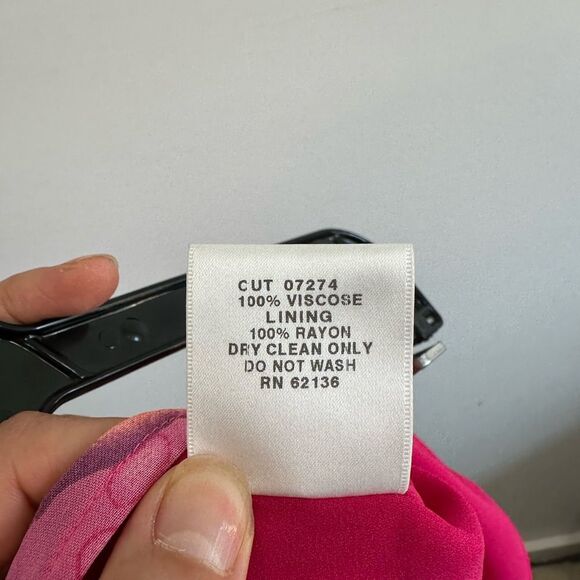 CUT 07274
100% VISCOSE
LINING
100% RAYON
DRY CLEAN ONLY
DO NOT WASH
RN 62136